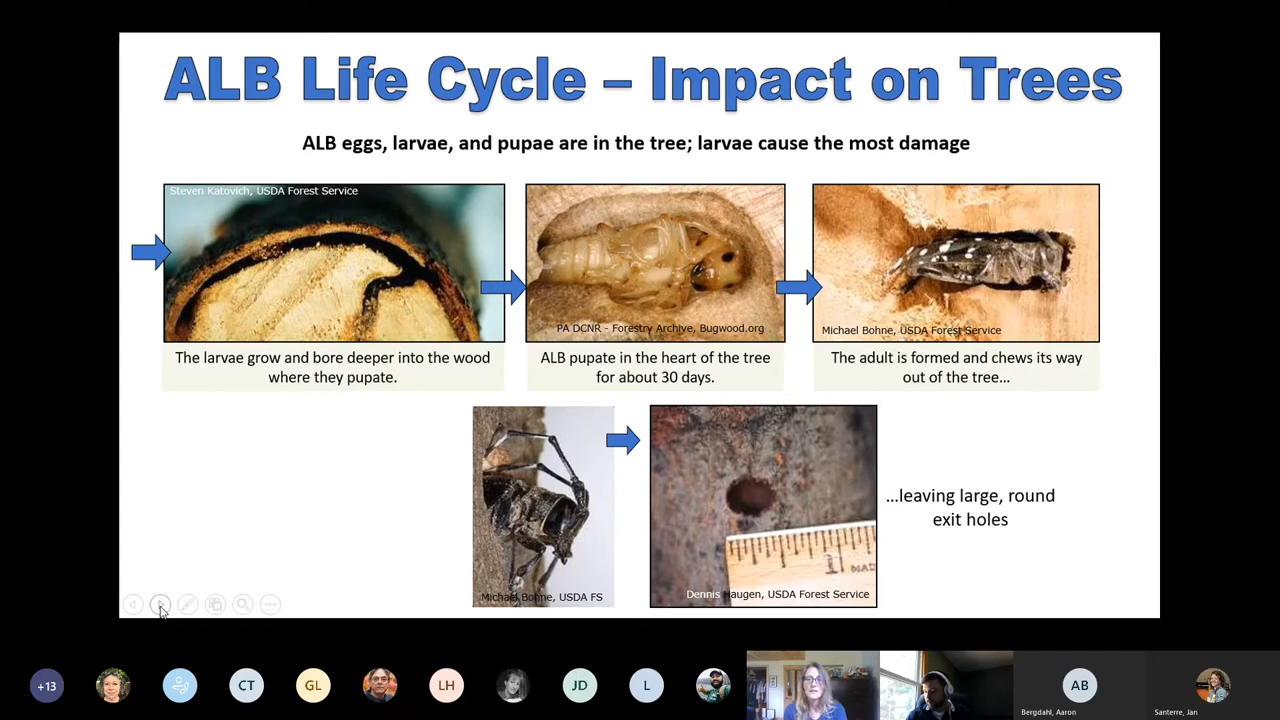 ALB Life Cycle – Impact on Trees
ALB eggs, larvae, and pupae are in the tree; larvae cause the most damage
Steven Katovich, USDA Forest Service
PA DCNR - Forestry Archive, Bugwood.org
Michael Bohne, USDA Forest Service
The larvae grow and bore deeper into the wood
where they pupate.
ALB pupate in the heart of the tree
for about 30 days.
The adult is formed and chews its way
out of the tree...
...leaving large, round
exit holes
1
MAD
Michael Bohne, USDA FS
Dennis Haugen, USDA Forest Service
+13
CT
GL
LH
JD
L
AB
Bergdahl, Aaron
Santerre, Jan